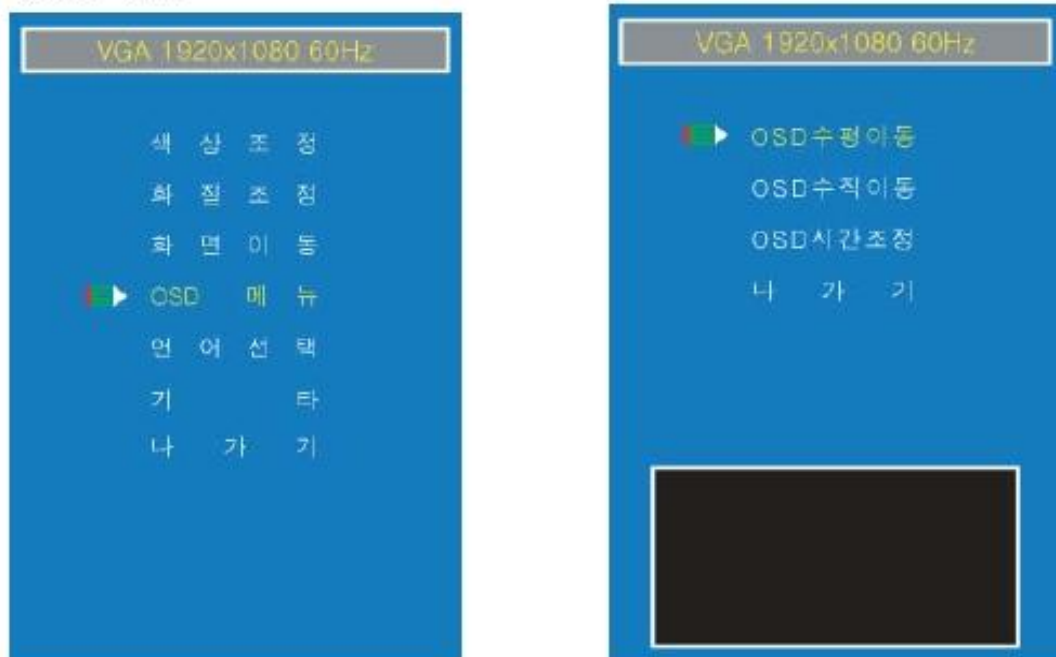 VGA 1920x1080 60Hz
색 상 조 정
화 질 조 정
화 면 이 동
OSD 메 뉴
언 어 선 택
기 타
나 가 기
VGA 1920x1080 60Hz
OSD수평이동
OSD수직이동
OSD시간조정
나 가 기